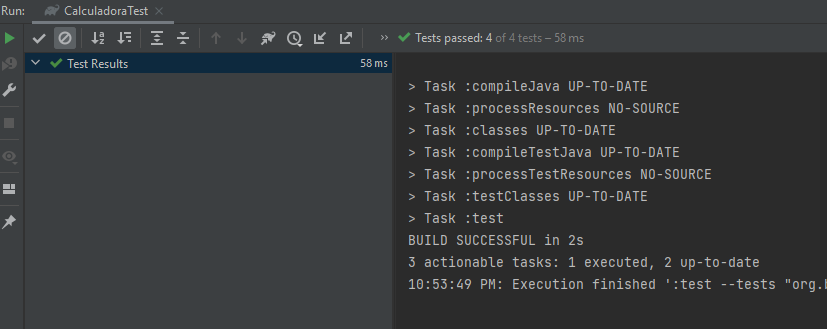 Run: CalculadoraTest
Tests passed: 4 of 4 tests – 58 ms
Test Results 58 ms
> Task :compileJava UP-TO-DATE
> Task :processResources NO-SOURCE
> Task :classes UP-TO-DATE
> Task :compileTestJava UP-TO-DATE
> Task :processTestResources NO-SOURCE
> Task :testClasses UP-TO-DATE
> Task :test
BUILD SUCCESSFUL in 2s
3 actionable tasks: 1 executed, 2 up-to-date
10:53:49 PM: Execution finished ':test --tests "org.